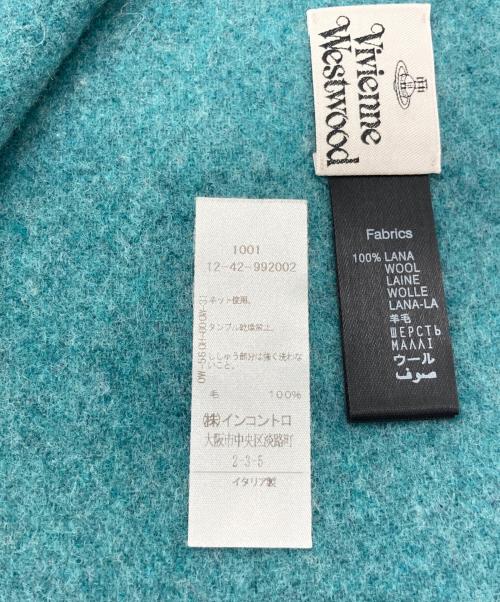 Vivienne
Westwood
Fabrics
100% LANA
WOOL
LAINE
WOLLE
LANA-LA
羊毛
ШЕРСТЬ
ΜΑΛΛΙ
ウール
صوف
1001
12-42-992002
ネット使用。
タンブル乾燥禁止。
ししゅう部分は強く洗わな
いこと。
毛 100%
㈱インコントロ
大阪市中央区淡路町
2-3-5
イタリア製